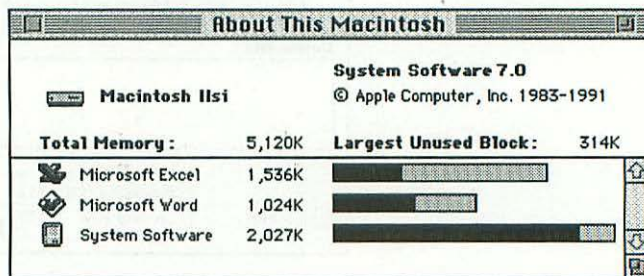 About This Macintosh
System Software 7.0
Macintosh IIsi
© Apple Computer, Inc. 1983-1991
Total Memory: 5,120K Largest Unused Block: 314K
Microsoft Excel 1,536K
Microsoft Word 1,024K
System Software 2,027K